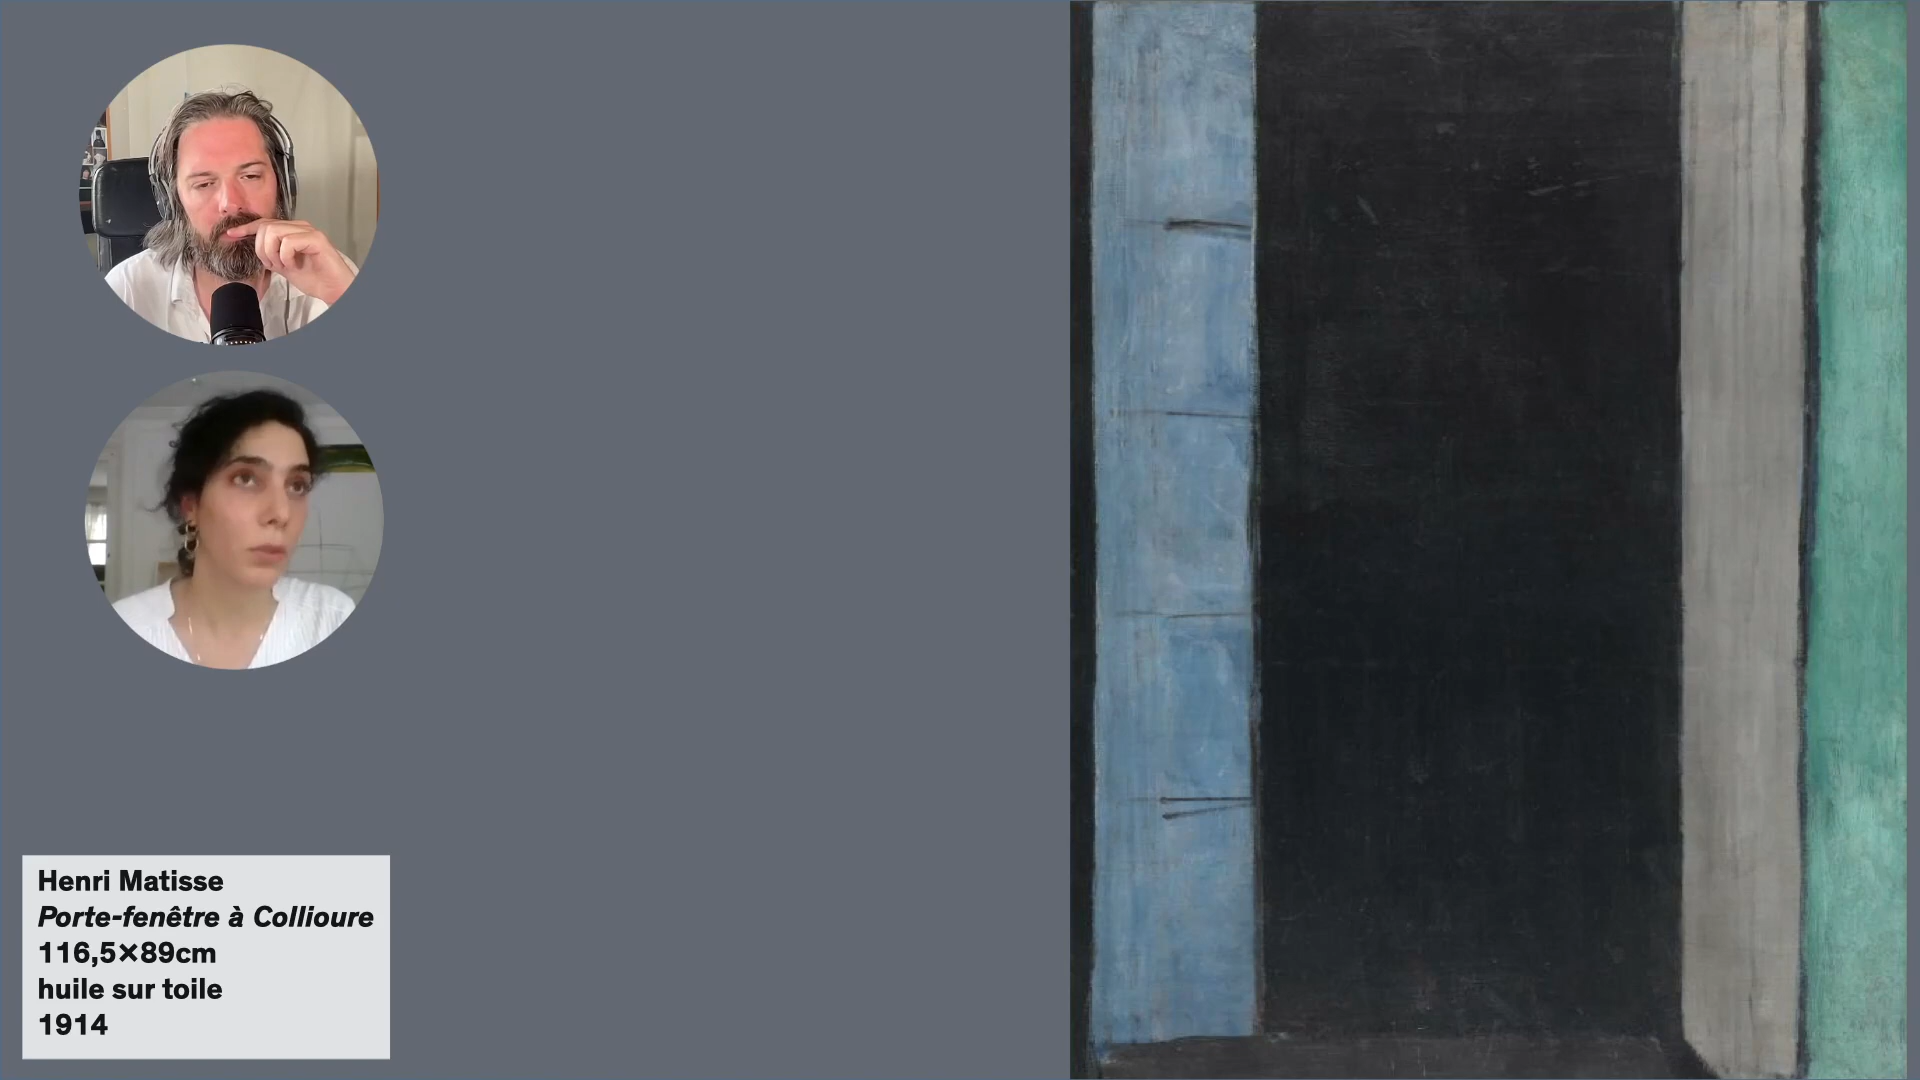 Henri Matisse
Porte-fenêtre à Collioure
116,5×89cm
huile sur toile
1914